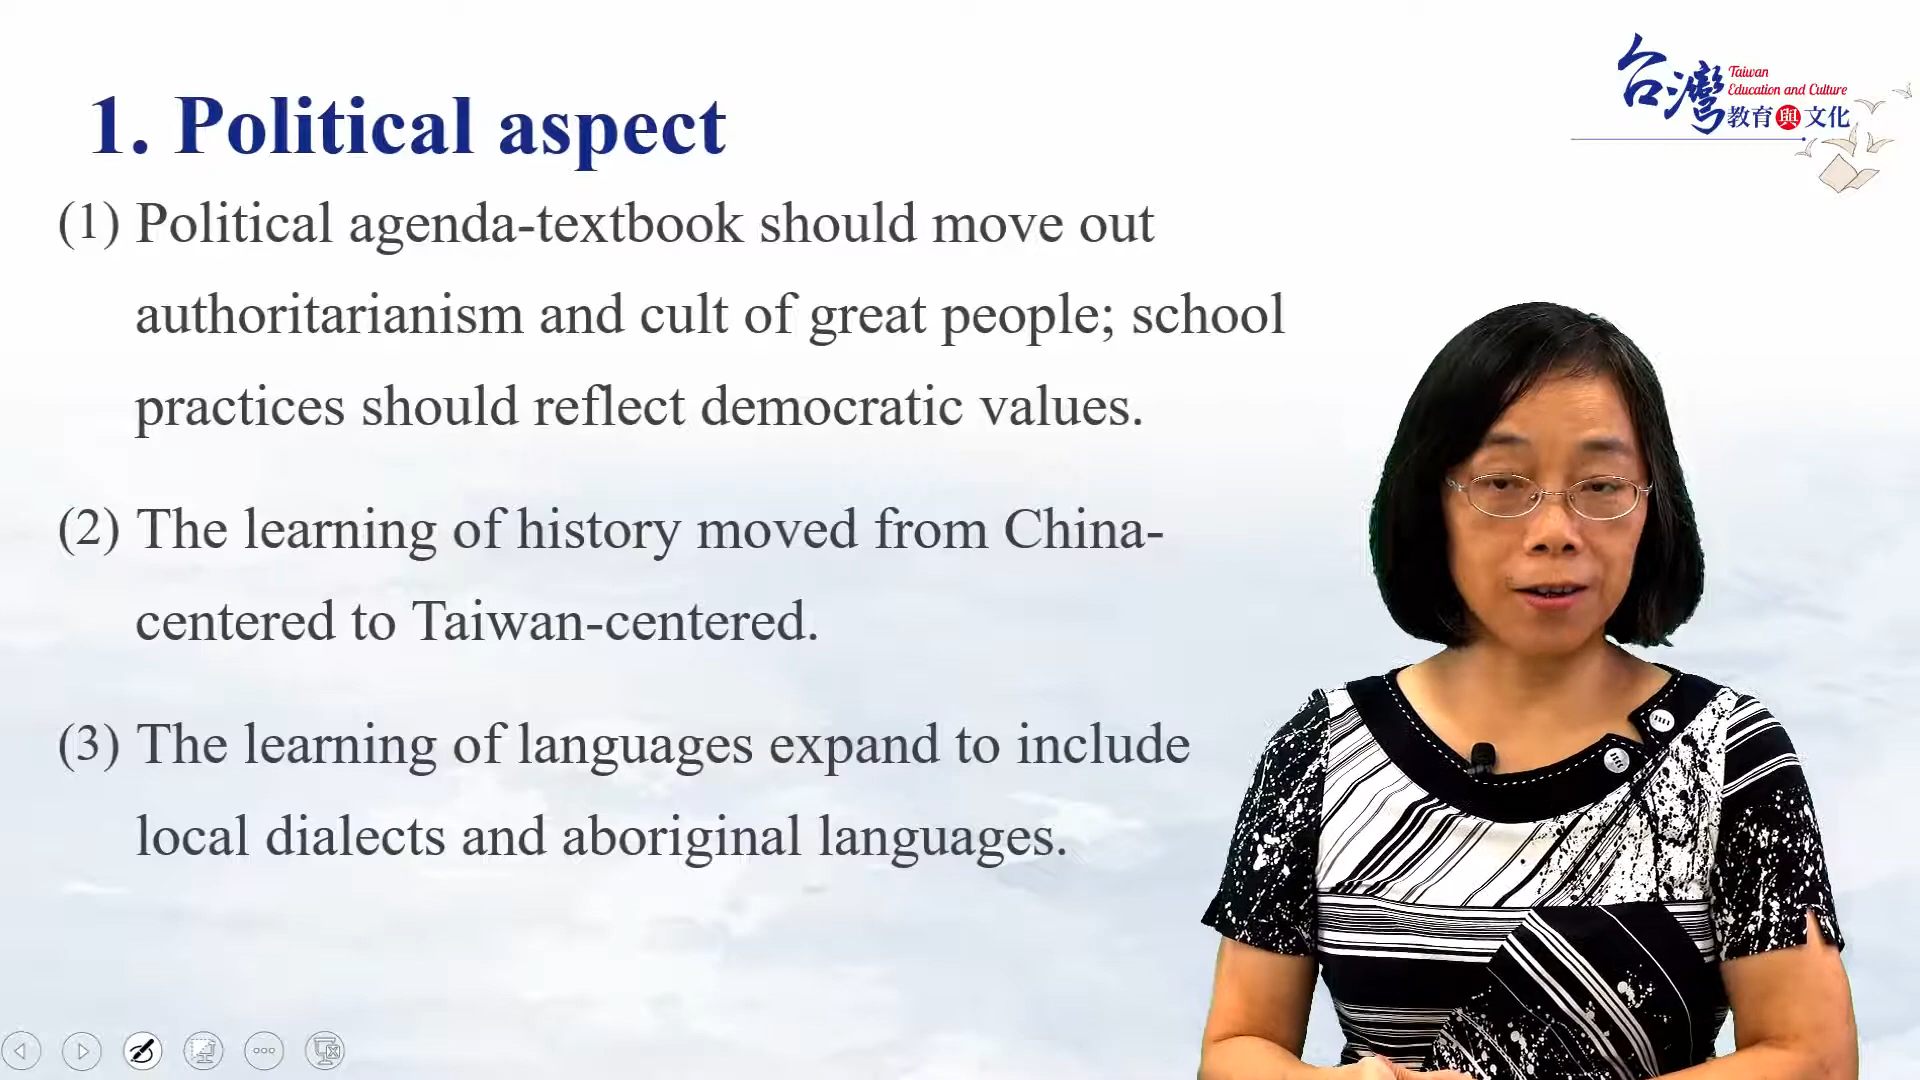 台灣
Taiwan
Education and Culture
教育與文化
1. Political aspect
(1) Political agenda-textbook should move out
authoritarianism and cult of great people; school
practices should reflect democratic values.
(2) The learning of history moved from China-
centered to Taiwan-centered.
(3) The learning of languages expand to include
local dialects and aboriginal languages.